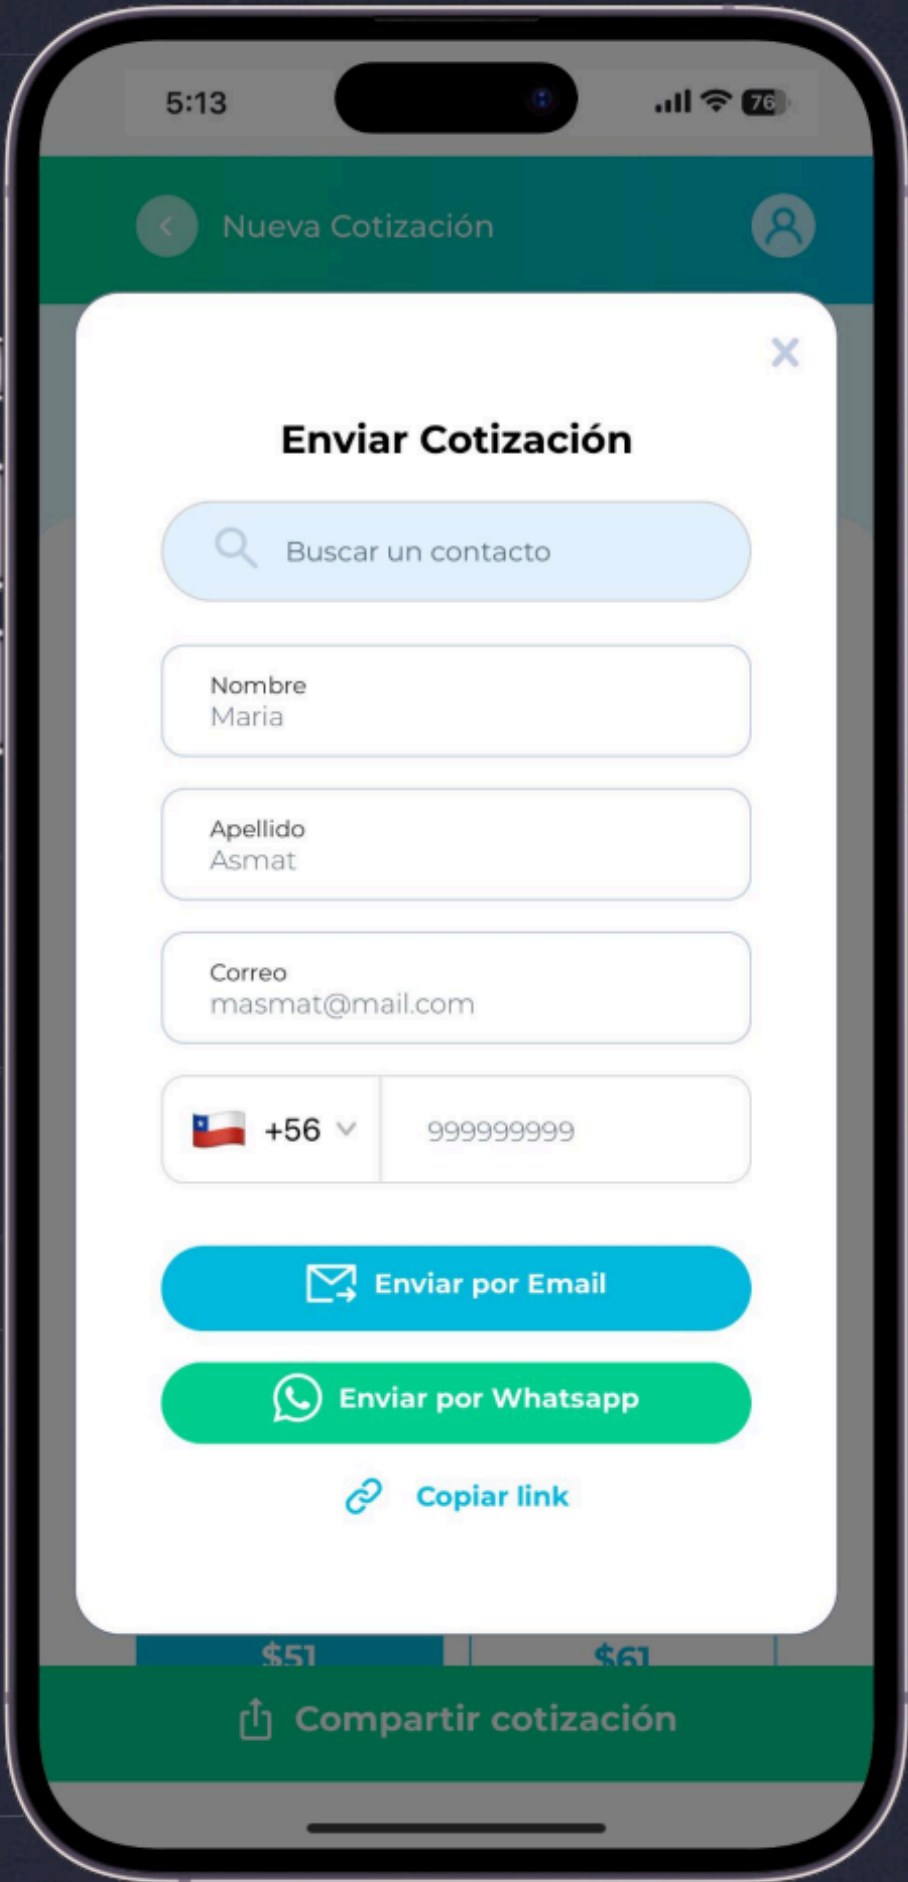 5:13
76
Nueva Cotización
Enviar Cotización
Buscar un contacto
Nombre
Maria
Apellido
Asmat
Correo
masmat@mail.com
+56
999999999
Enviar por Email
Enviar por Whatsapp
Copiar link
$51 $61
Compartir cotización